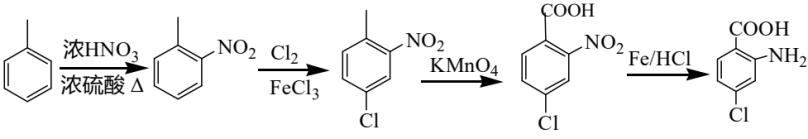 浓HNO3
浓硫酸 Δ
NO2
Cl2
FeCl3
NO2
Cl
KMnO4
COOH
NO2
Cl
Fe/HCl
COOH
NH2
Cl